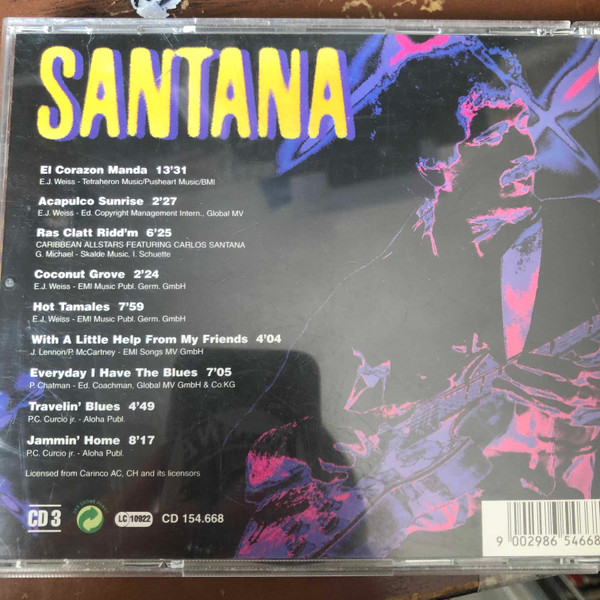 SANTANA
El Corazon Manda 13'31
E.J. Weiss - Tetraheron Music/Pusheart Music/BMI
Acapulco Sunrise 2'27
E.J. Weiss - Ed. Copyright Management Intern., Global MV
Ras Clatt Ridd'm 6'25
CARIBBEAN ALLSTARS FEATURING CARLOS SANTANA
G. Michael - Skalde Music, I. Schuette
Coconut Grove 2'24
E.J. Weiss - EMI Music Publ. Germ. GmbH
Hot Tamales 7'59
E.J. Weiss - EMI Music Publ. Germ. GmbH
With A Little Help From My Friends 4'04
J. Lennon/P. McCartney - EMI Songs MV GmbH
Everyday I Have The Blues 7'05
P. Chatman - Ed. Coachman, Global MV GmbH & Co.KG
Travelin' Blues 4'49
P.C. Curcio jr. - Aloha Publ.
Jammin' Home 8'17
P.C. Curcio jr. - Aloha Publ.
Licensed from Carinco AC, CH and its licensors
CD 3 LC 10922 CD 154.668
9 002986 54668